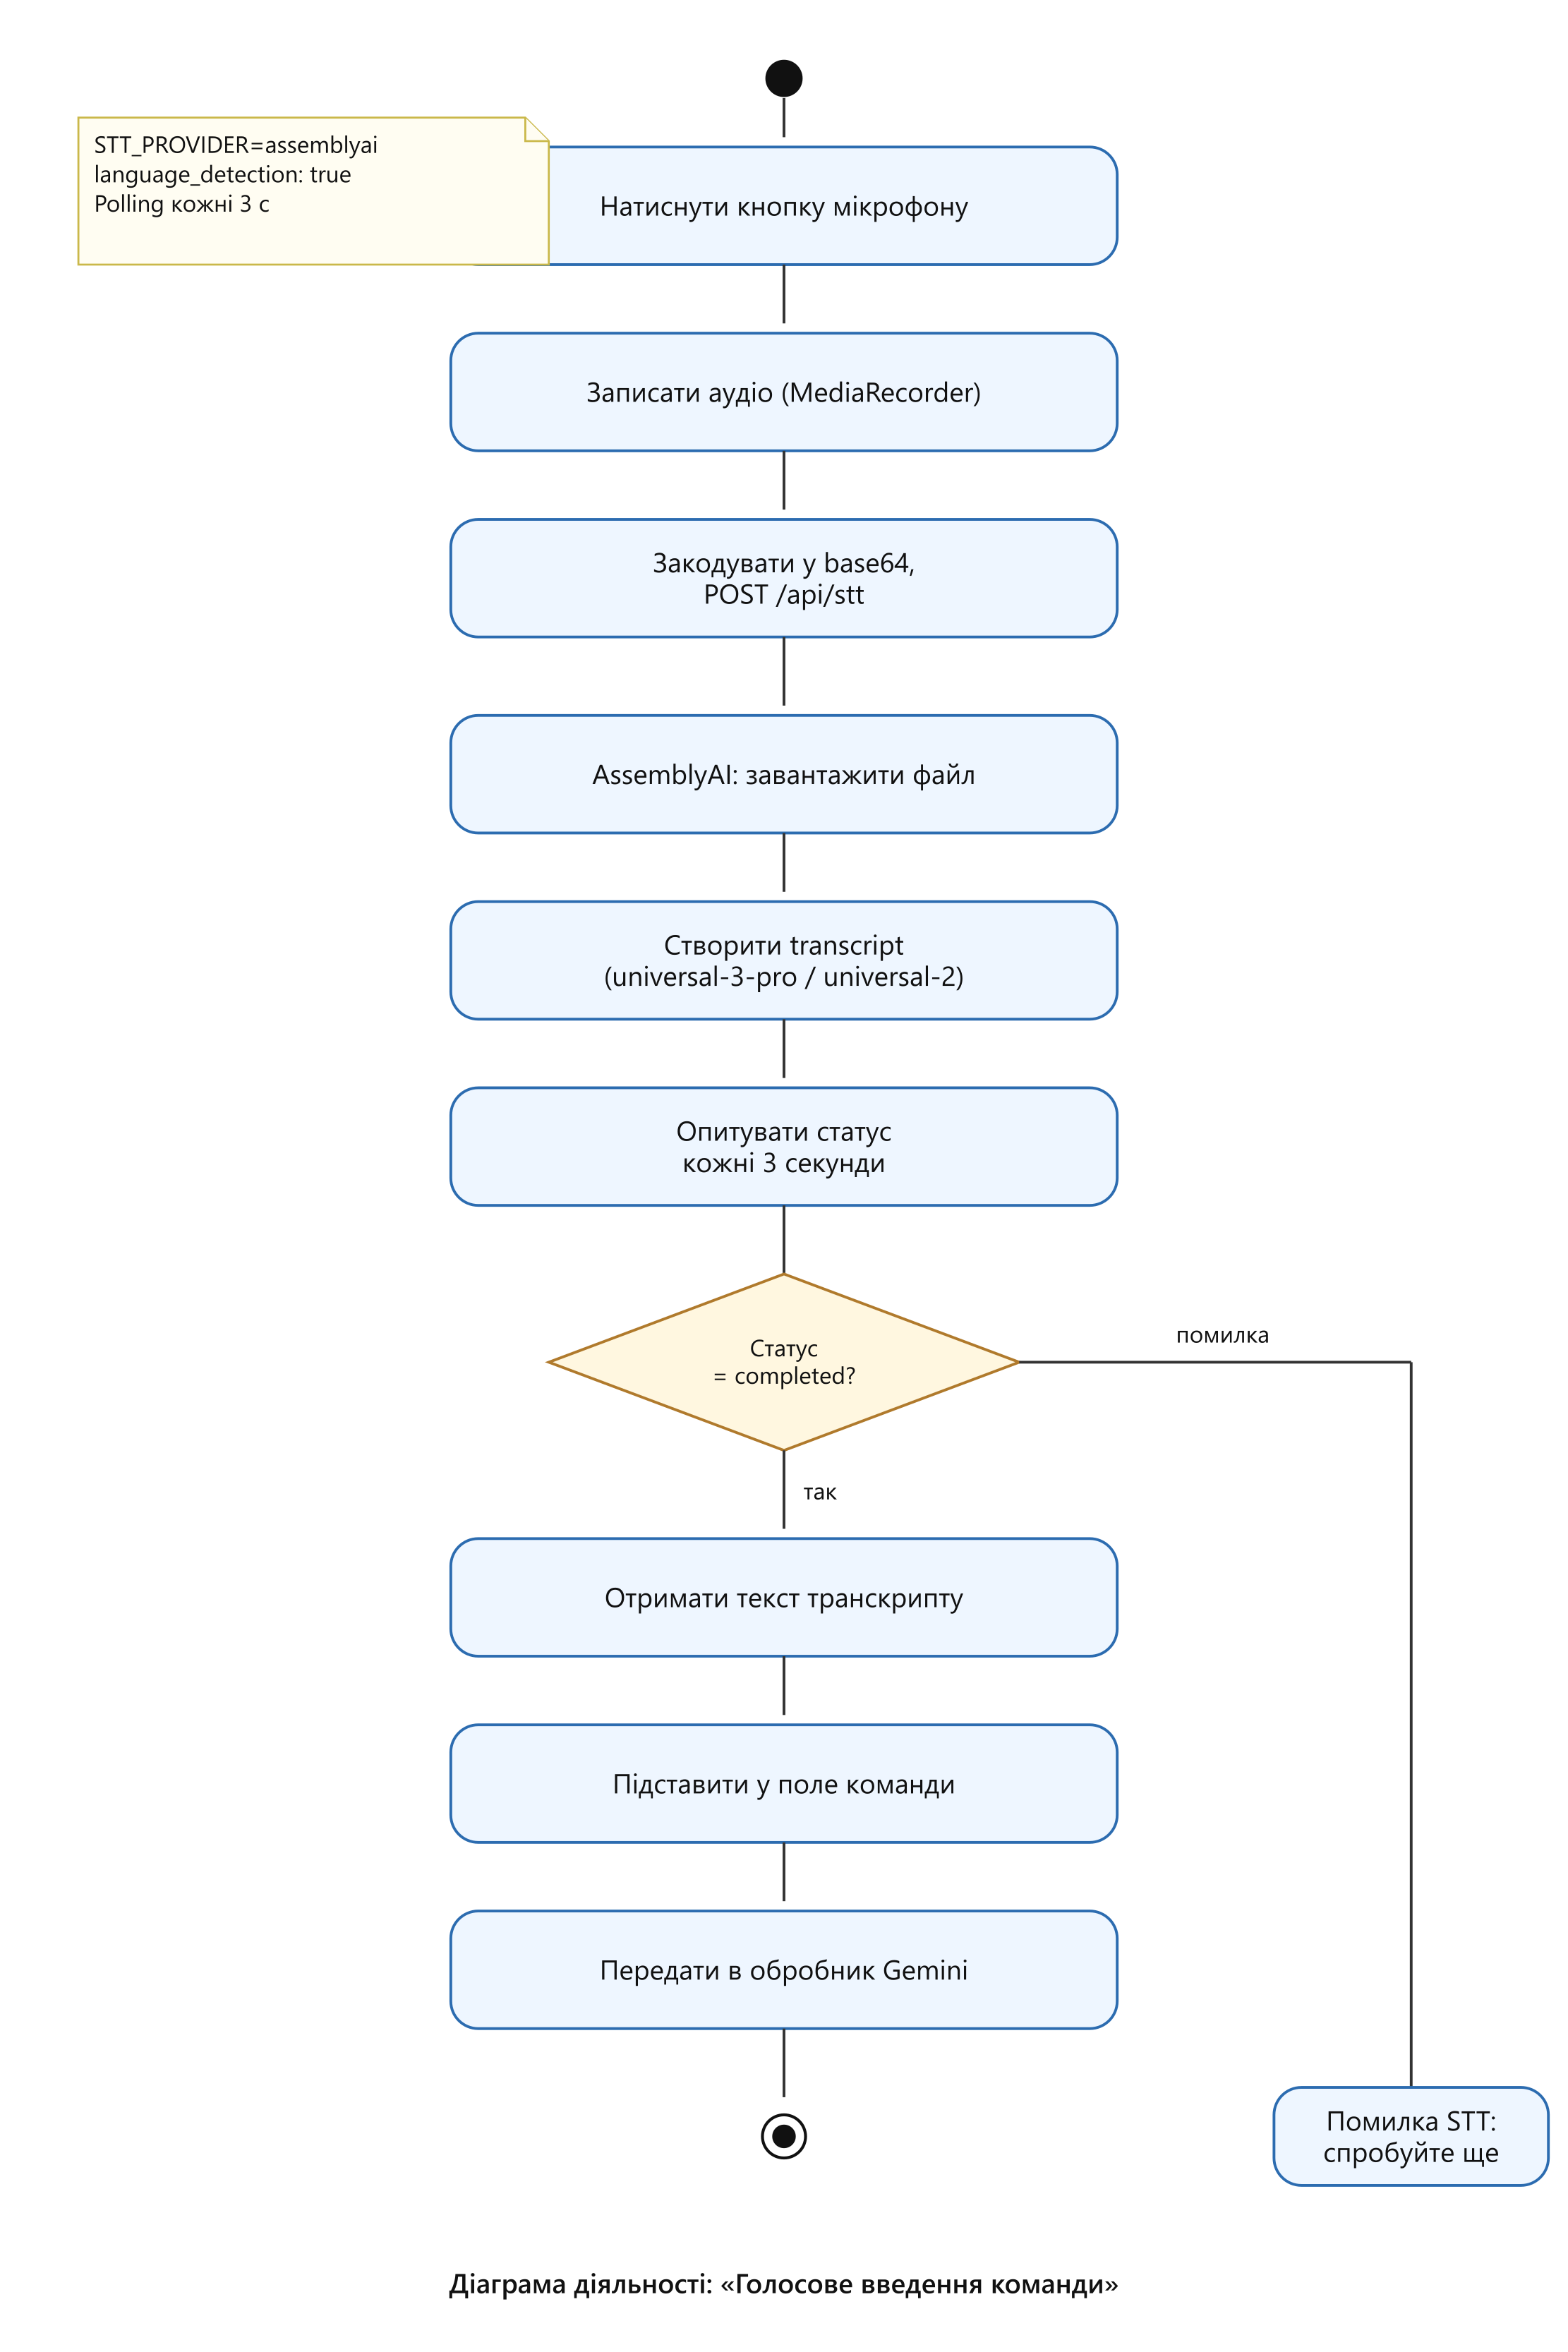 STT_PROVIDER=assemblyai
language_detection: true
Polling кожні 3 с
Натиснути кнопку мікрофону
Записати аудіо (MediaRecorder)
Закодувати у base64,
POST /api/stt
AssemblyAI: завантажити файл
Створити transcript
(universal-3-pro / universal-2)
Опитувати статус
кожні 3 секунди
Статус
= completed?
помилка
так
Отримати текст транскрипту
Підставити у поле команди
Передати в обробник Gemini
Помилка STT:
спробуйте ще
Діаграма діяльності: «Голосове введення команди»